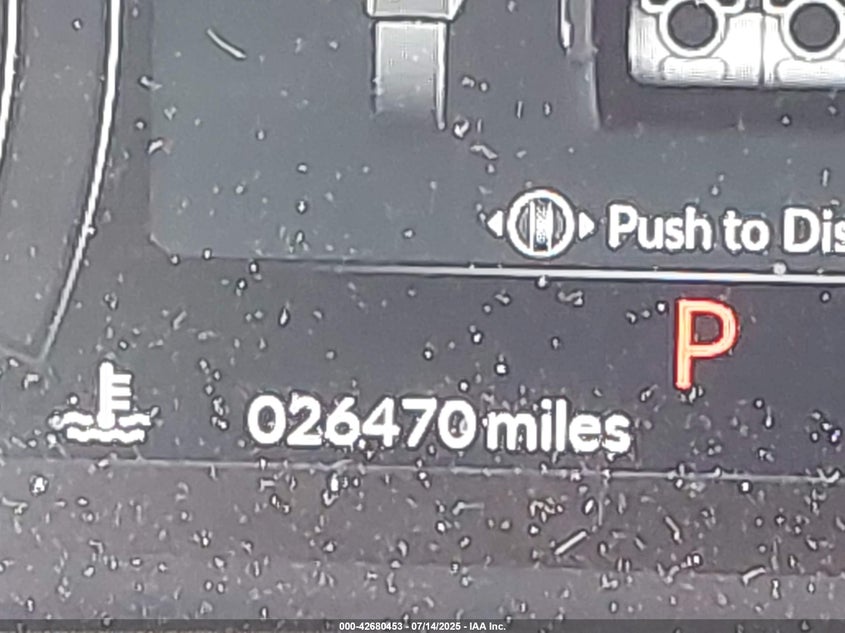 Push to Dis
P
026470 miles
000-42680453 - 07/14/2025 - IAA Inc.